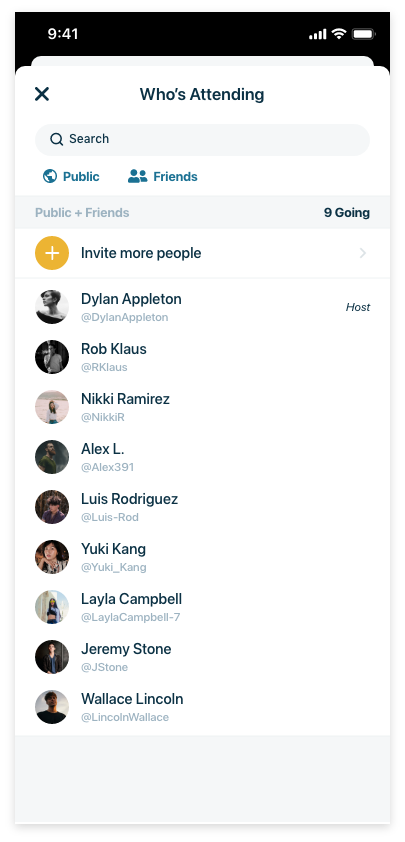 9:41
Who's Attending
Search
Public Friends
Public + Friends 9 Going
Invite more people
Dylan Appleton
@DylanAppleton Host
Rob Klaus
@RKlaus
Nikki Ramirez
@NikkiR
Alex L.
@Alex391
Luis Rodriguez
@Luis-Rod
Yuki Kang
@Yuki_Kang
Layla Campbell
@LaylaCampbell-7
Jeremy Stone
@JStone
Wallace Lincoln
@LincolnWallace